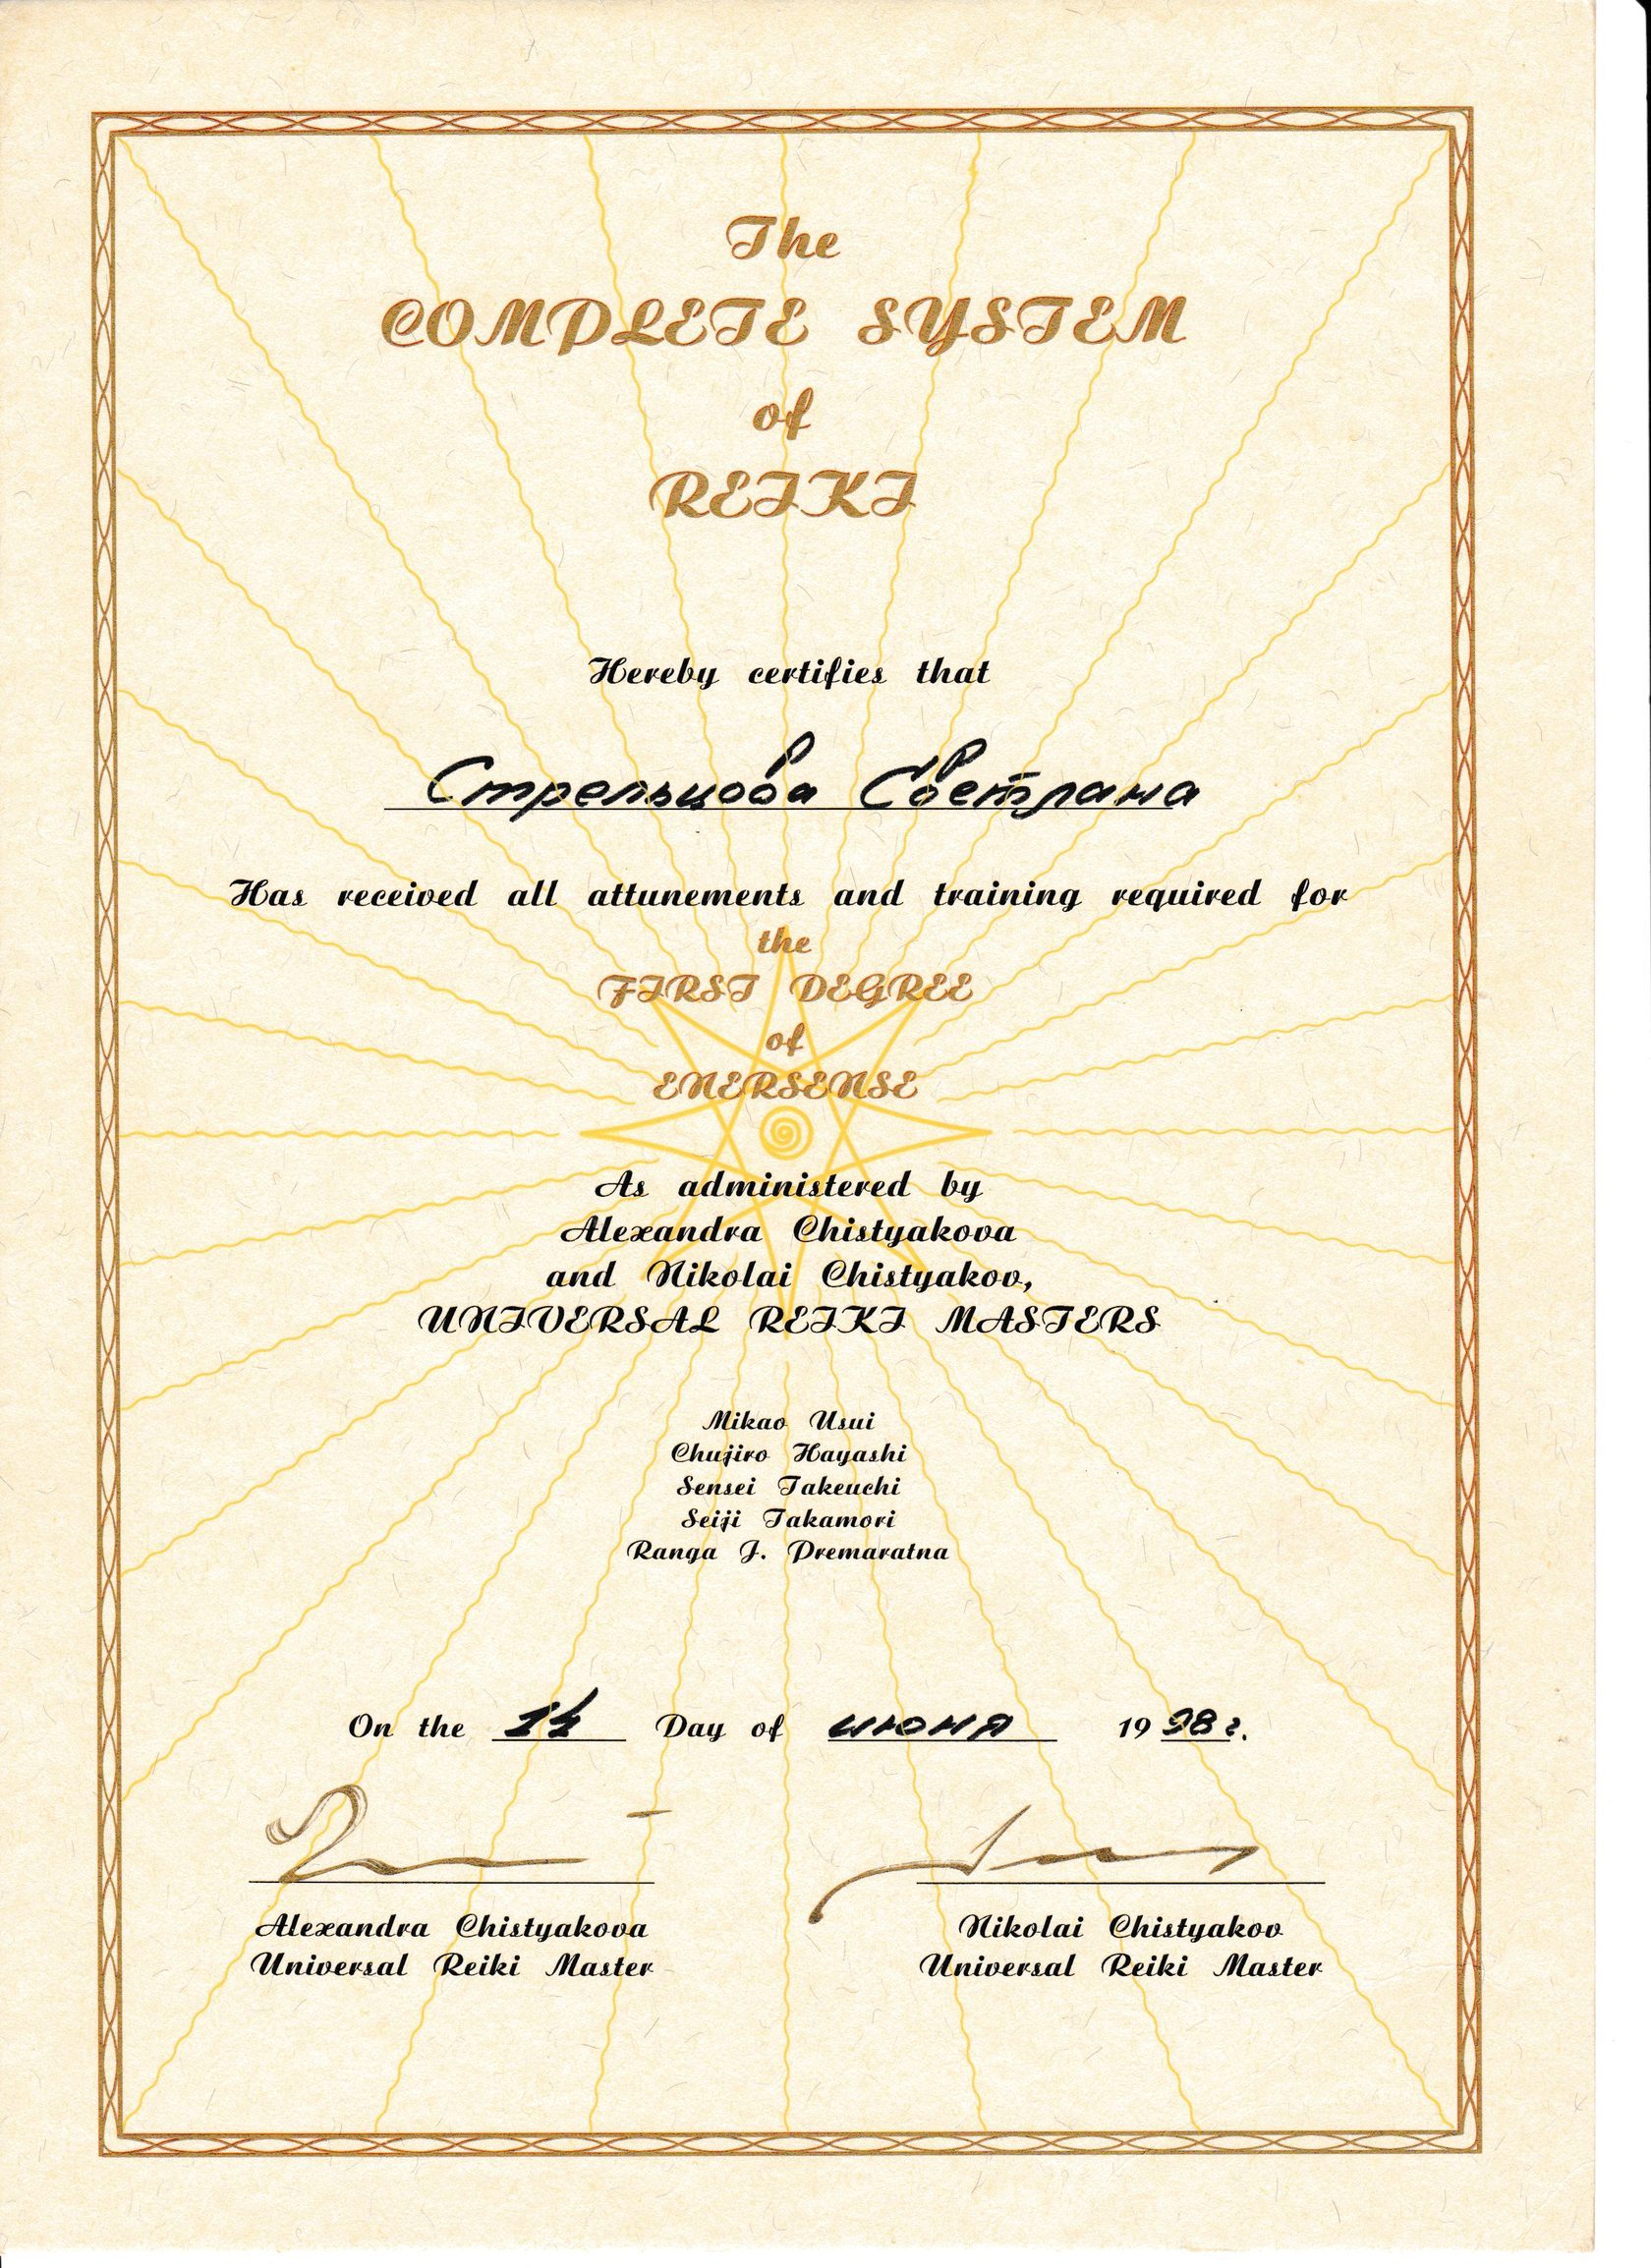 The
COMPLETE SYSTEM
of
REIKI
Hereby certifies that
Стрельцова Светлана
Has received all attunements and training required for
the
FIRST DEGREE
of
ENERSENSE
As administered by
Alexandra Chistyakova
and Nikolai Chistyakov,
UNIVERSAL REIKI MASTERS
Mikao Usui
Chujiro Hayashi
Sensei Takeuchi
Seiji Takamori
Ranga J. Premaratna
On the 14 Day of июня 1998 г.
Alexandra Chistyakova Nikolai Chistyakov
Universal Reiki Master Universal Reiki Master